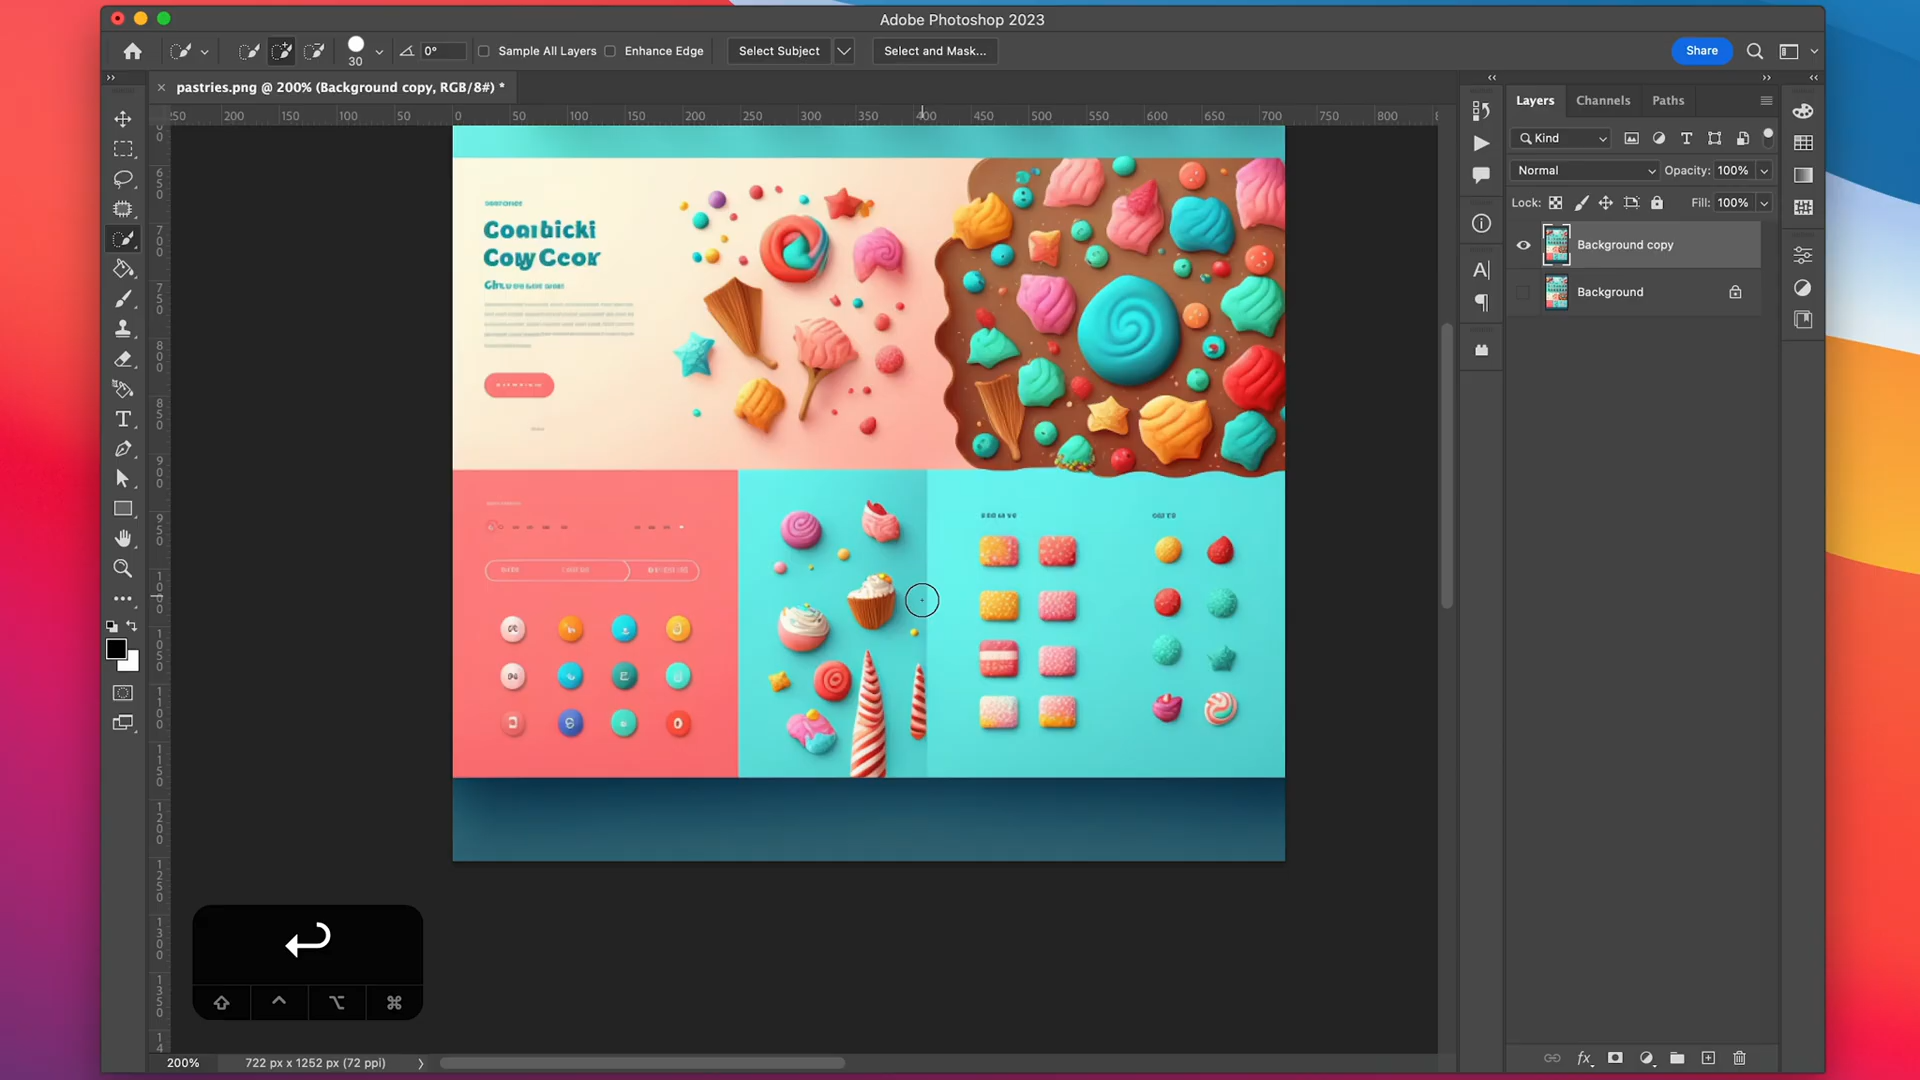 Adobe Photoshop 2023
30
0°
Sample All Layers
Enhance Edge
Select Subject
Select and Mask...
Share
pastries.png @ 200% (Background copy, RGB/8#) *
250 200 150 100 50 0 50 100 150 200 250 300 350 400 450 500 550 600 650 700 750 800
Layers Channels Paths
Kind
Normal
Opacity: 100%
Lock:
Fill: 100%
Background copy
Background
Coarbicki
Coy Ccor
200%
722 px x 1252 px (72 ppi)